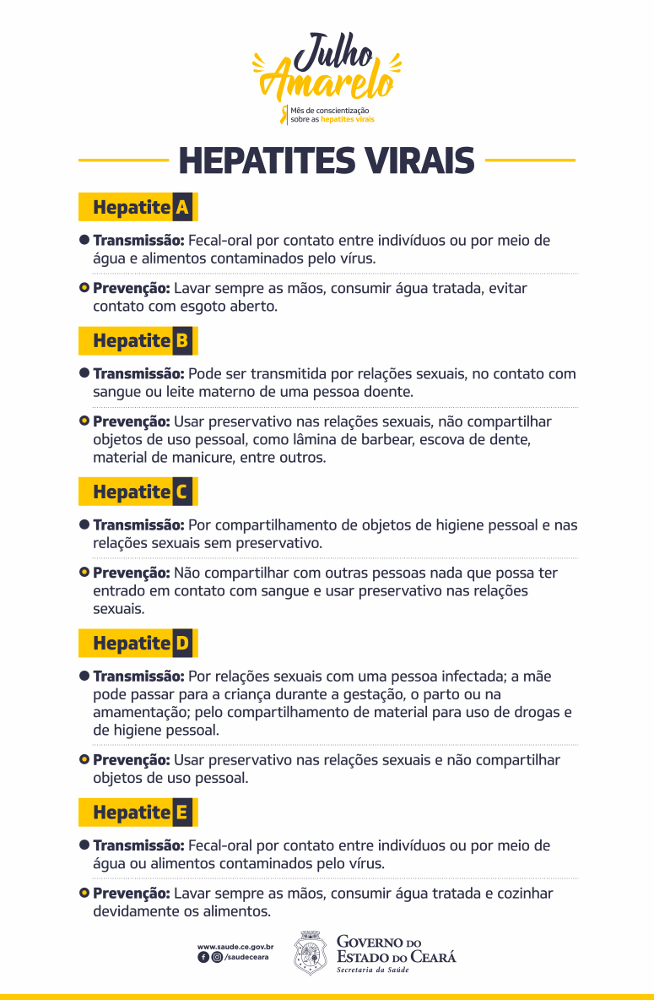 Julho
Amarelo
Mês de conscientização
sobre as hepatites virais
HEPATITES VIRAIS
Hepatite A
Transmissão: Fecal-oral por contato entre indivíduos ou por meio de
água e alimentos contaminados pelo vírus.
Prevenção: Lavar sempre as mãos, consumir água tratada, evitar
contato com esgoto aberto.
Hepatite B
Transmissão: Pode ser transmitida por relações sexuais, no contato com
sangue ou leite materno de uma pessoa doente.
Prevenção: Usar preservativo nas relações sexuais, não compartilhar
objetos de uso pessoal, como lâmina de barbear, escova de dente,
material de manicure, entre outros.
Hepatite C
Transmissão: Por compartilhamento de objetos de higiene pessoal e nas
relações sexuais sem preservativo.
Prevenção: Não compartilhar com outras pessoas nada que possa ter
entrado em contato com sangue e usar preservativo nas relações
sexuais.
Hepatite D
Transmissão: Por relações sexuais com uma pessoa infectada; a mãe
pode passar para a criança durante a gestação, o parto ou na
amamentação; pelo compartilhamento de material para uso de drogas e
de higiene pessoal.
Prevenção: Usar preservativo nas relações sexuais e não compartilhar
objetos de uso pessoal.
Hepatite E
Transmissão: Fecal-oral por contato entre indivíduos ou por meio de
água ou alimentos contaminados pelo vírus.
Prevenção: Lavar sempre as mãos, consumir água tratada e cozinhar
devidamente os alimentos.
www.saude.ce.gov.br
/saudeceara
GOVERNO DO
ESTADO DO CEARÁ
Secretaria da Saúde